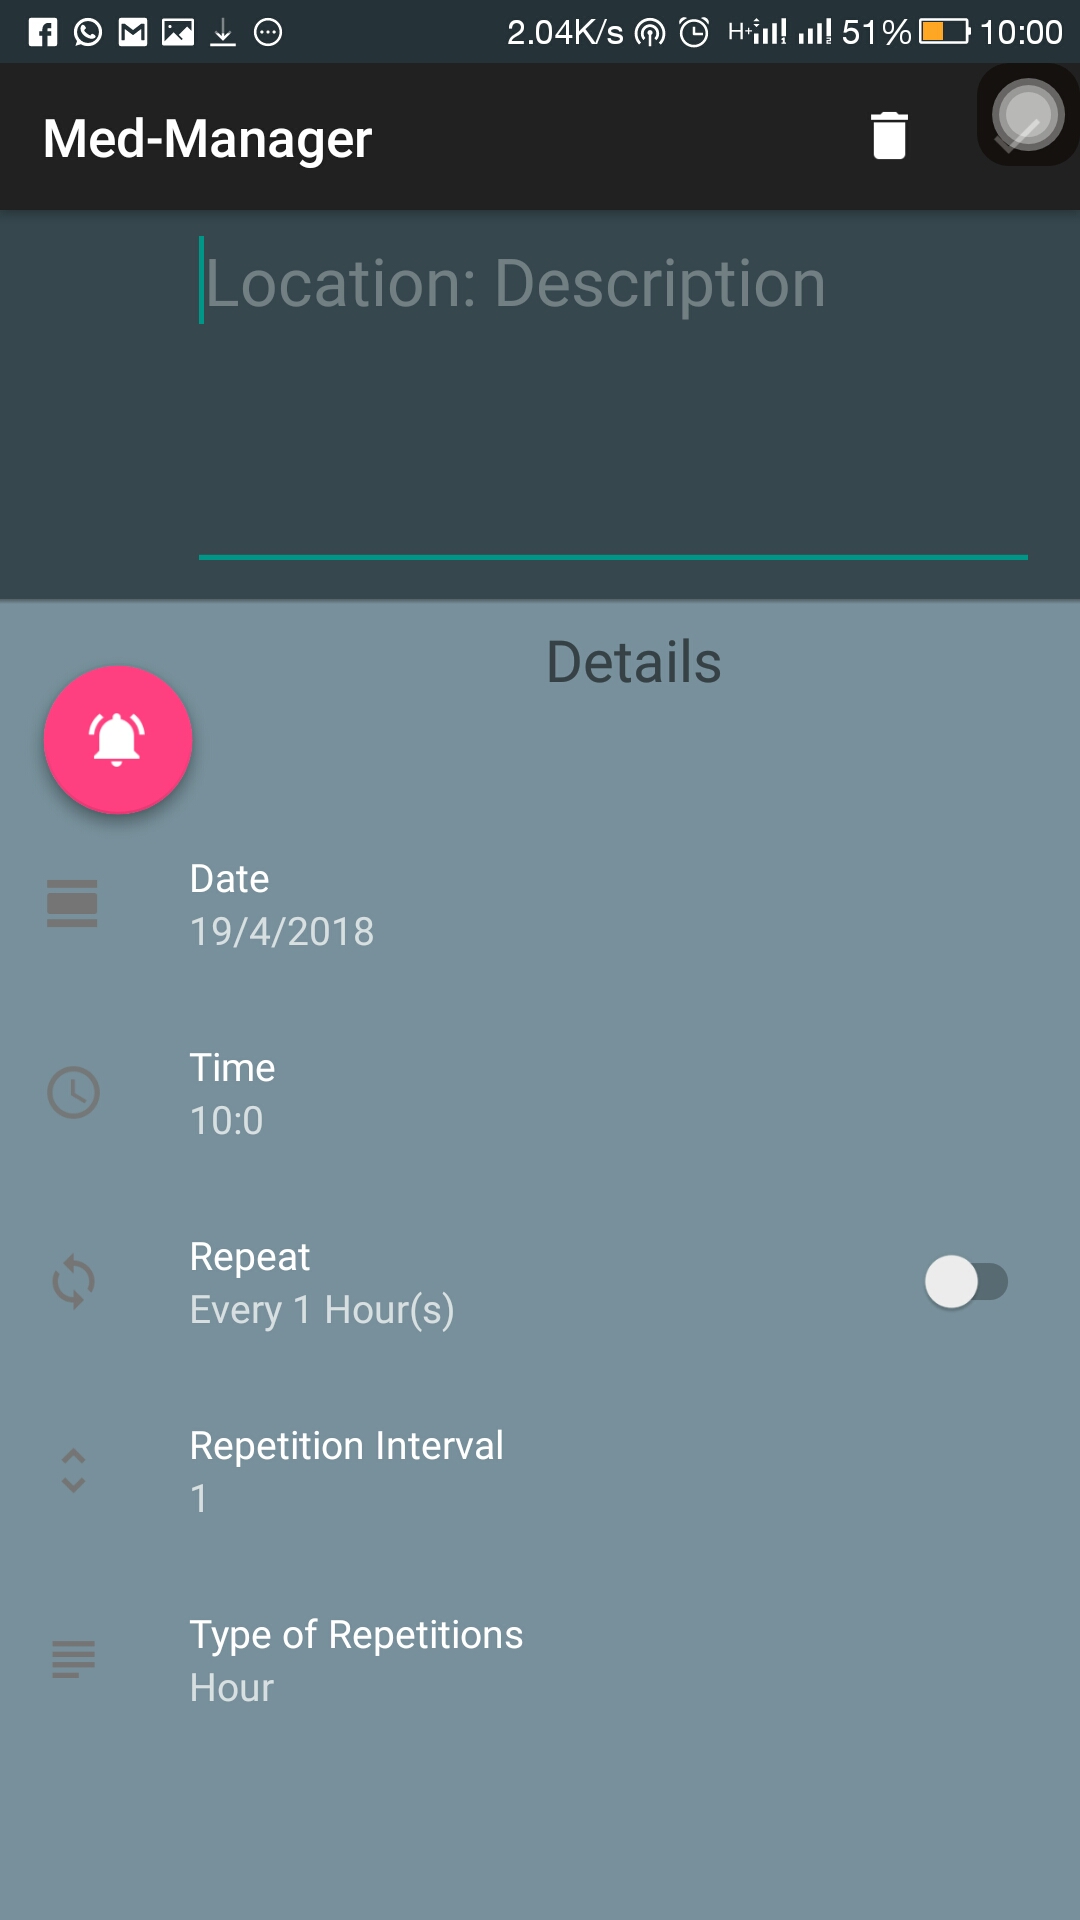 2.04K/s H+ 51% 10:00
Med-Manager
Location: Description
Details
Date
19/4/2018
Time
10:0
Repeat
Every 1 Hour(s)
Repetition Interval
1
Type of Repetitions
Hour